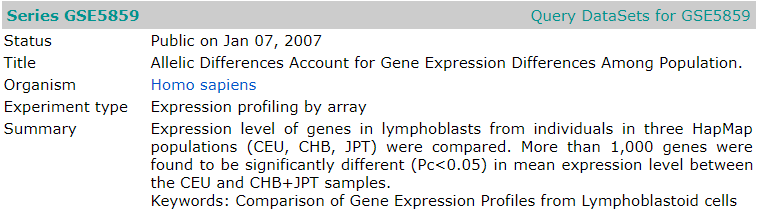 Series GSE5859 Query DataSets for GSE5859
Status Public on Jan 07, 2007
Title Allelic Differences Account for Gene Expression Differences Among Population.
Organism Homo sapiens
Experiment type Expression profiling by array
Summary Expression level of genes in lymphoblasts from individuals in three HapMap
populations (CEU, CHB, JPT) were compared. More than 1,000 genes were
found to be significantly different (Pc<0.05) in mean expression level between
the CEU and CHB+JPT samples.
Keywords: Comparison of Gene Expression Profiles from Lymphoblastoid cells